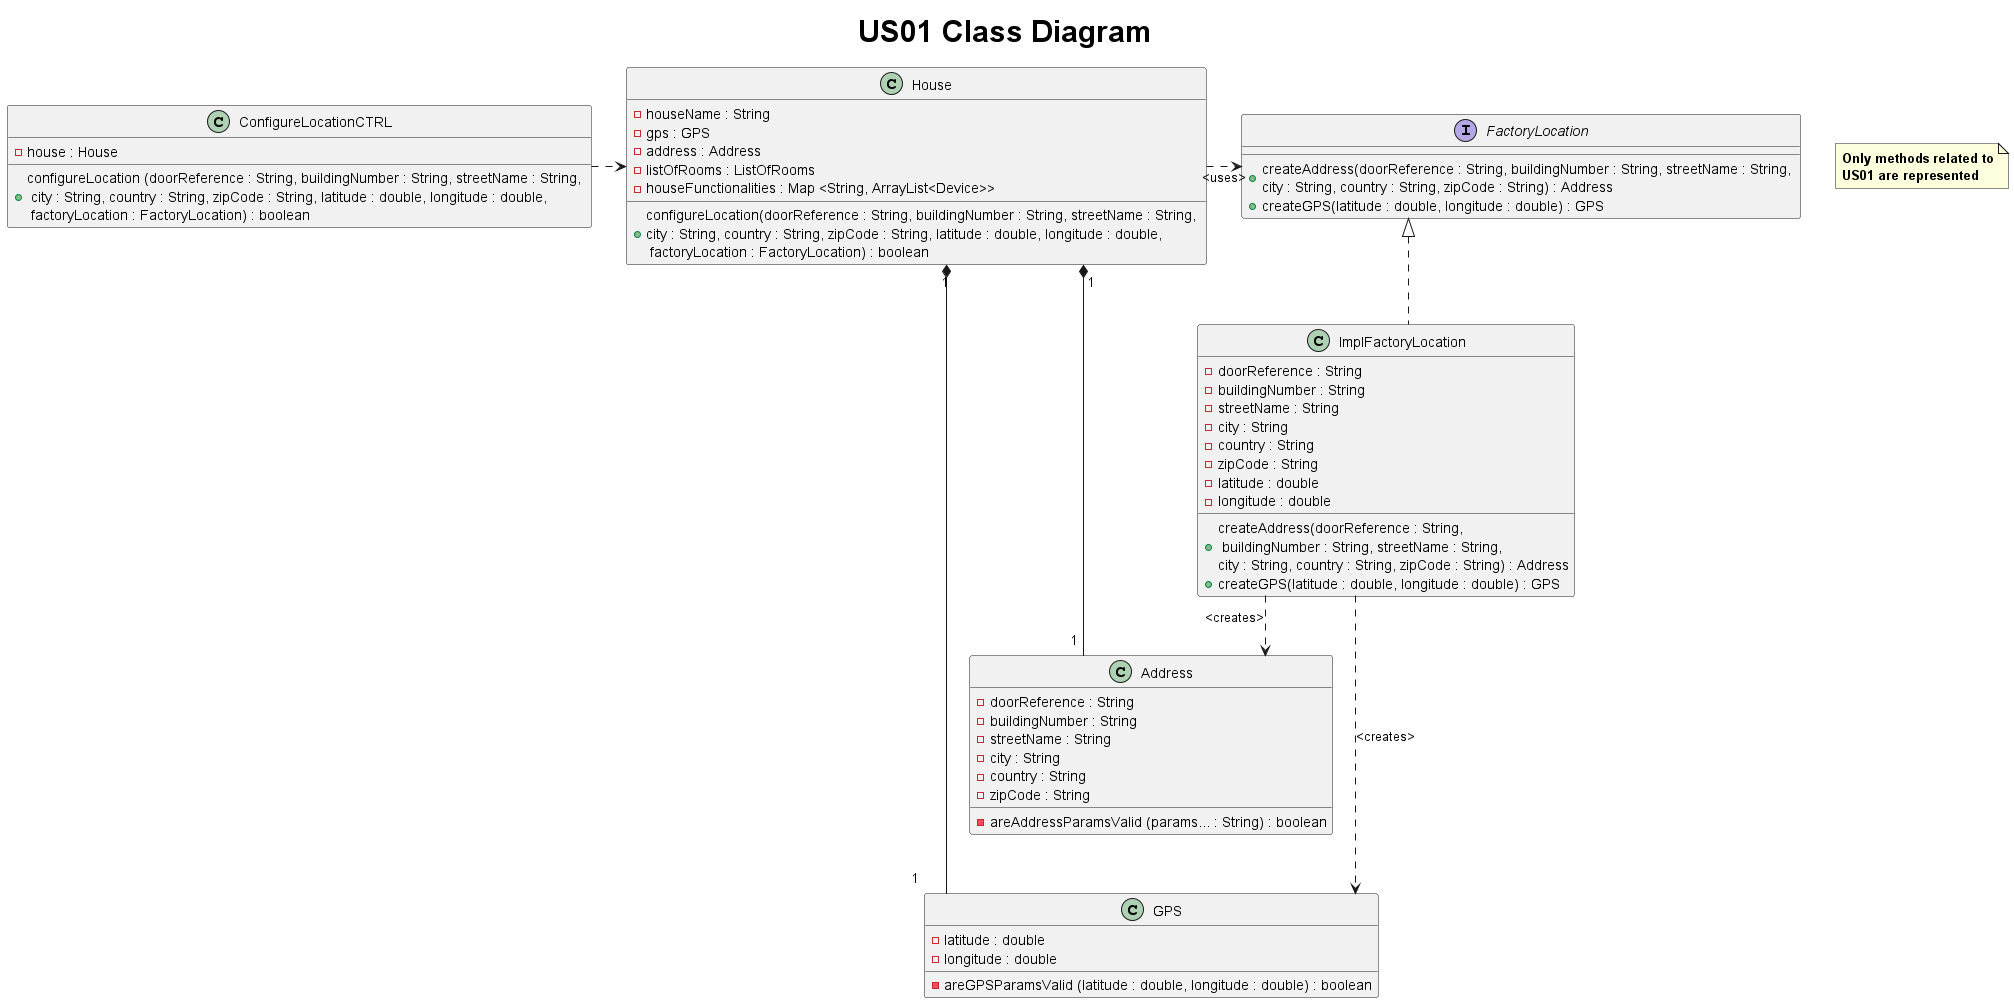 US01 Class Diagram
C ConfigureLocationCTRL
house : House
configureLocation (doorReference : String, buildingNumber : String, streetName : String,
city : String, country : String, zipCode : String, latitude : double, longitude : double,
factoryLocation : FactoryLocation) : boolean
C House
houseName : String
gps : GPS
address : Address
listOfRooms : ListOfRooms
houseFunctionalities : Map <String, ArrayList<Device>>
configureLocation(doorReference : String, buildingNumber : String, streetName : String,
city : String, country : String, zipCode : String, latitude : double, longitude : double,
factoryLocation : FactoryLocation) : boolean
<uses>
I FactoryLocation
createAddress(doorReference : String, buildingNumber : String, streetName : String,
city : String, country : String, zipCode : String) : Address
createGPS(latitude : double, longitude : double) : GPS
Only methods related to
US01 are represented
1
1
C ImplFactoryLocation
doorReference : String
buildingNumber : String
streetName : String
city : String
country : String
zipCode : String
latitude : double
longitude : double
createAddress(doorReference : String,
buildingNumber : String, streetName : String,
city : String, country : String, zipCode : String) : Address
createGPS(latitude : double, longitude : double) : GPS
<creates>
1
C Address
doorReference : String
buildingNumber : String
streetName : String
city : String
country : String
zipCode : String
areAddressParamsValid (params... : String) : boolean
<creates>
1
C GPS
latitude : double
longitude : double
areGPSParamsValid (latitude : double, longitude : double) : boolean